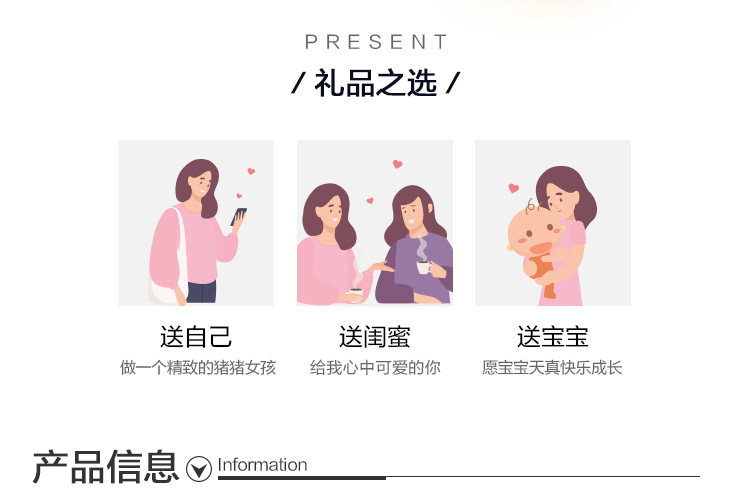 PRESENT
/ 礼品之选 /
送自己
做一个精致的猪猪女孩
送闺蜜
给我心中可爱的你
送宝宝
愿宝宝天真快乐成长
产品信息 Information